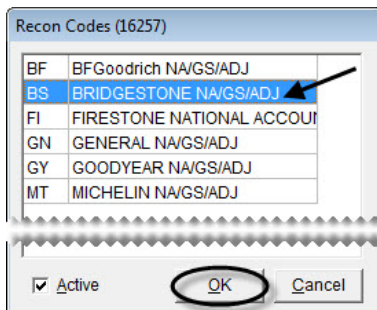 Recon Codes (16257)
BF BFGoodrich NA/GS/ADJ
BS BRIDGESTONE NA/GS/ADJ
FI FIRESTONE NATIONAL ACCOUN
GN GENERAL NA/GS/ADJ
GY GOODYEAR NA/GS/ADJ
MT MICHELIN NA/GS/ADJ
Active OK Cancel